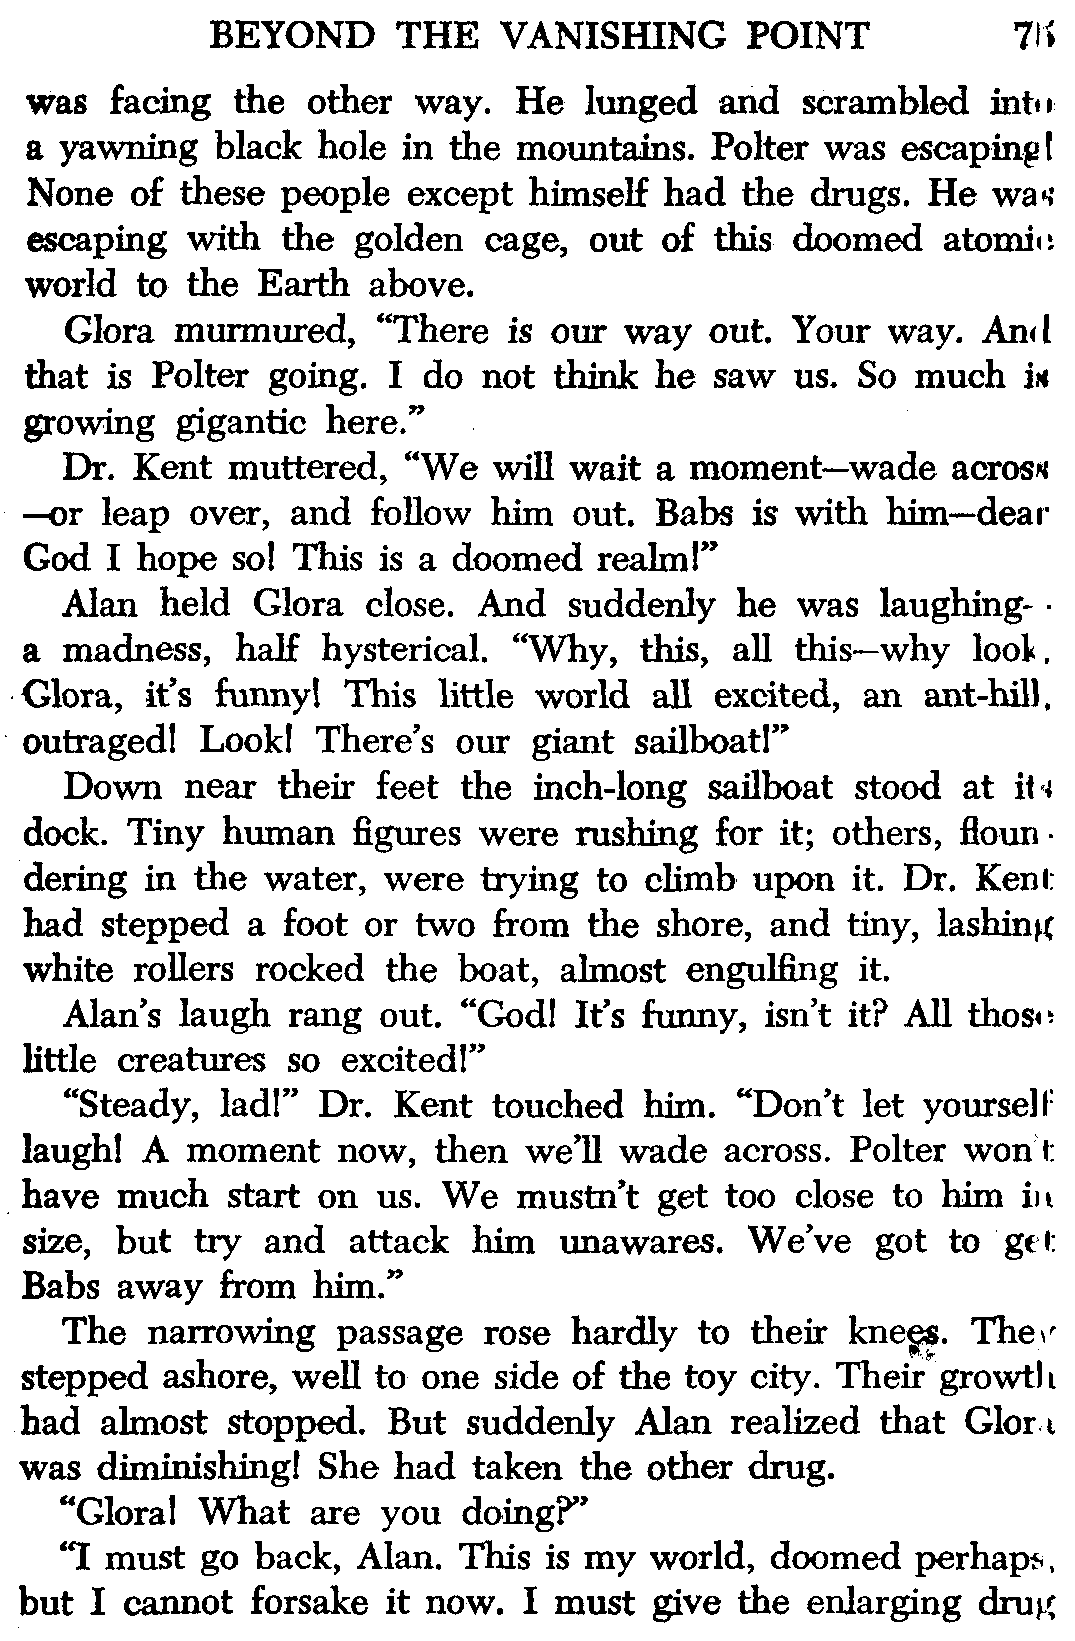 BEYOND THE VANISHING POINT
was facing the other way. He lunged and scrambled into
a yawning black hole in the mountains. Polter was escaping!
None of these people except himself had the drugs. He was
escaping with the golden cage, out of this doomed atomic
world to the Earth above.
Glora murmured, “There is our way out. Your way. And
that is Polter going. I do not think he saw us. So much is
growing gigantic here.”
Dr. Kent muttered, “We will wait a moment—wade across
—or leap over, and follow him out. Babs is with him—dear
God I hope so! This is a doomed realm!”
Alan held Glora close. And suddenly he was laughing-
a madness, half hysterical. “Why, this, all this—why look,
Glora, it’s funny! This little world all excited, an ant-hill,
outraged! Look! There’s our giant sailboat!”
Down near their feet the inch-long sailboat stood at its
dock. Tiny human figures were rushing for it; others, floun-
dering in the water, were trying to climb upon it. Dr. Kent
had stepped a foot or two from the shore, and tiny, lashing
white rollers rocked the boat, almost engulfing it.
Alan’s laugh rang out. “God! It’s funny, isn’t it? All those
little creatures so excited!”
“Steady, lad!” Dr. Kent touched him. “Don’t let yourself
laugh! A moment now, then we’ll wade across. Polter won’t
have much start on us. We mustn’t get too close to him in
size, but try and attack him unawares. We’ve got to get
Babs away from him.”
The narrowing passage rose hardly to their knees. They
stepped ashore, well to one side of the toy city. Their growth
had almost stopped. But suddenly Alan realized that Glora
was diminishing! She had taken the other drug.
“Glora! What are you doing?”
“I must go back, Alan. This is my world, doomed perhaps,
but I cannot forsake it now. I must give the enlarging drug